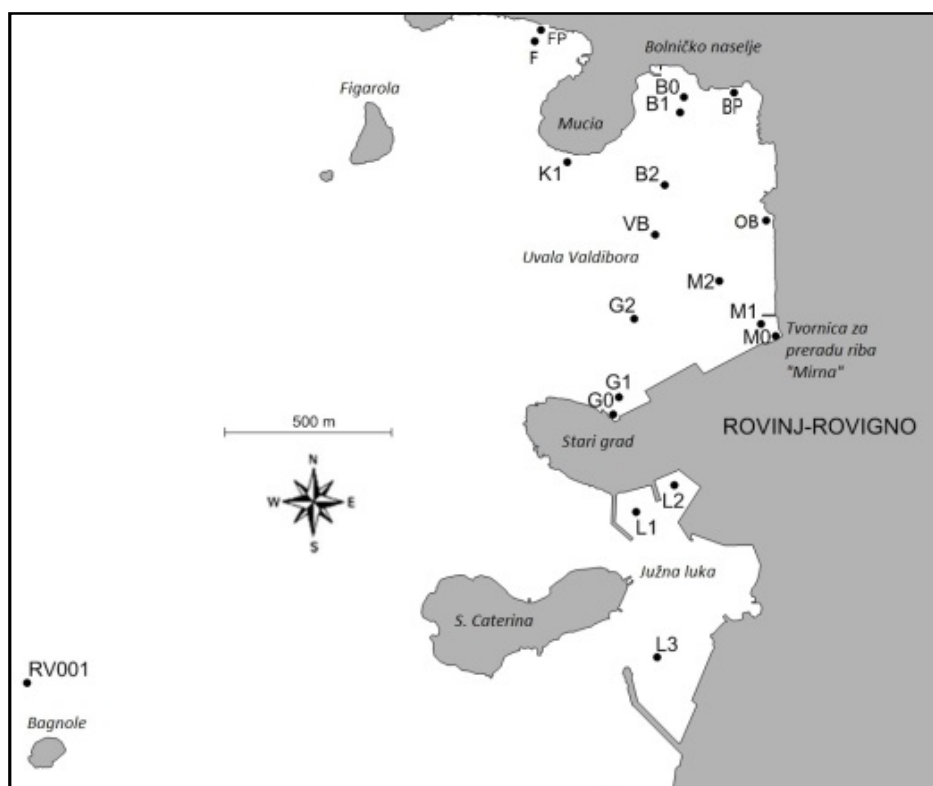 FP
F
Bolničko naselje
Figarola
B0
B1
BP
Mucia
K1
B2
OB
VB
Uvala Valdibora
M2
G2
M1
M0
Tvornica za
preradu riba
"Mirna"
G1
G0
500 m
Stari grad
ROVINJ-ROVIGNO
N
W
E
S
L2
L1
Južna luka
S. Caterina
L3
RV001
Bagnole